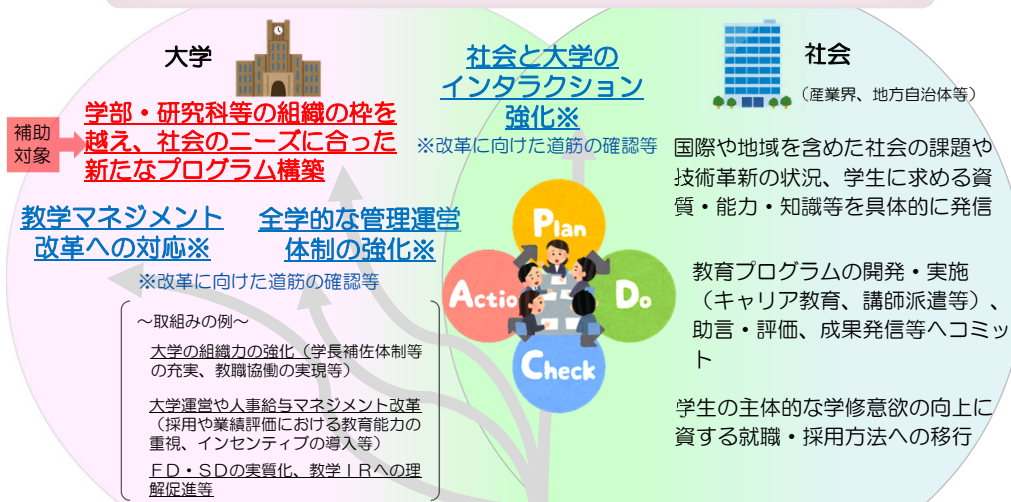 大学
補助
対象
学部・研究科等の組織の枠を
越え、社会のニーズに合った
新たなプログラム構築
教学マネジメント
改革への対応※
全学的な管理運営
体制の強化※
※改革に向けた道筋の確認等
～取組みの例～
大学の組織力の強化（学長補佐体制等
の充実、教職協働の実現等）
大学運営や人事給与マネジメント改革
（採用や業績評価における教育能力の
重視、インセンティブの導入等）
ＦＤ・ＳＤの実質化、教学ＩＲへの理
解促進等
社会と大学の
インタラクション
強化※
※改革に向けた道筋の確認等
Plan
Actio
Do
Check
社会
（産業界、地方自治体等）
国際や地域を含めた社会の課題や
技術革新の状況、学生に求める資
質・能力・知識等を具体的に発信
教育プログラムの開発・実施
（キャリア教育、講師派遣等）、
助言・評価、成果発信等へコミッ
ト
学生の主体的な学修意欲の向上に
資する就職・採用方法への移行